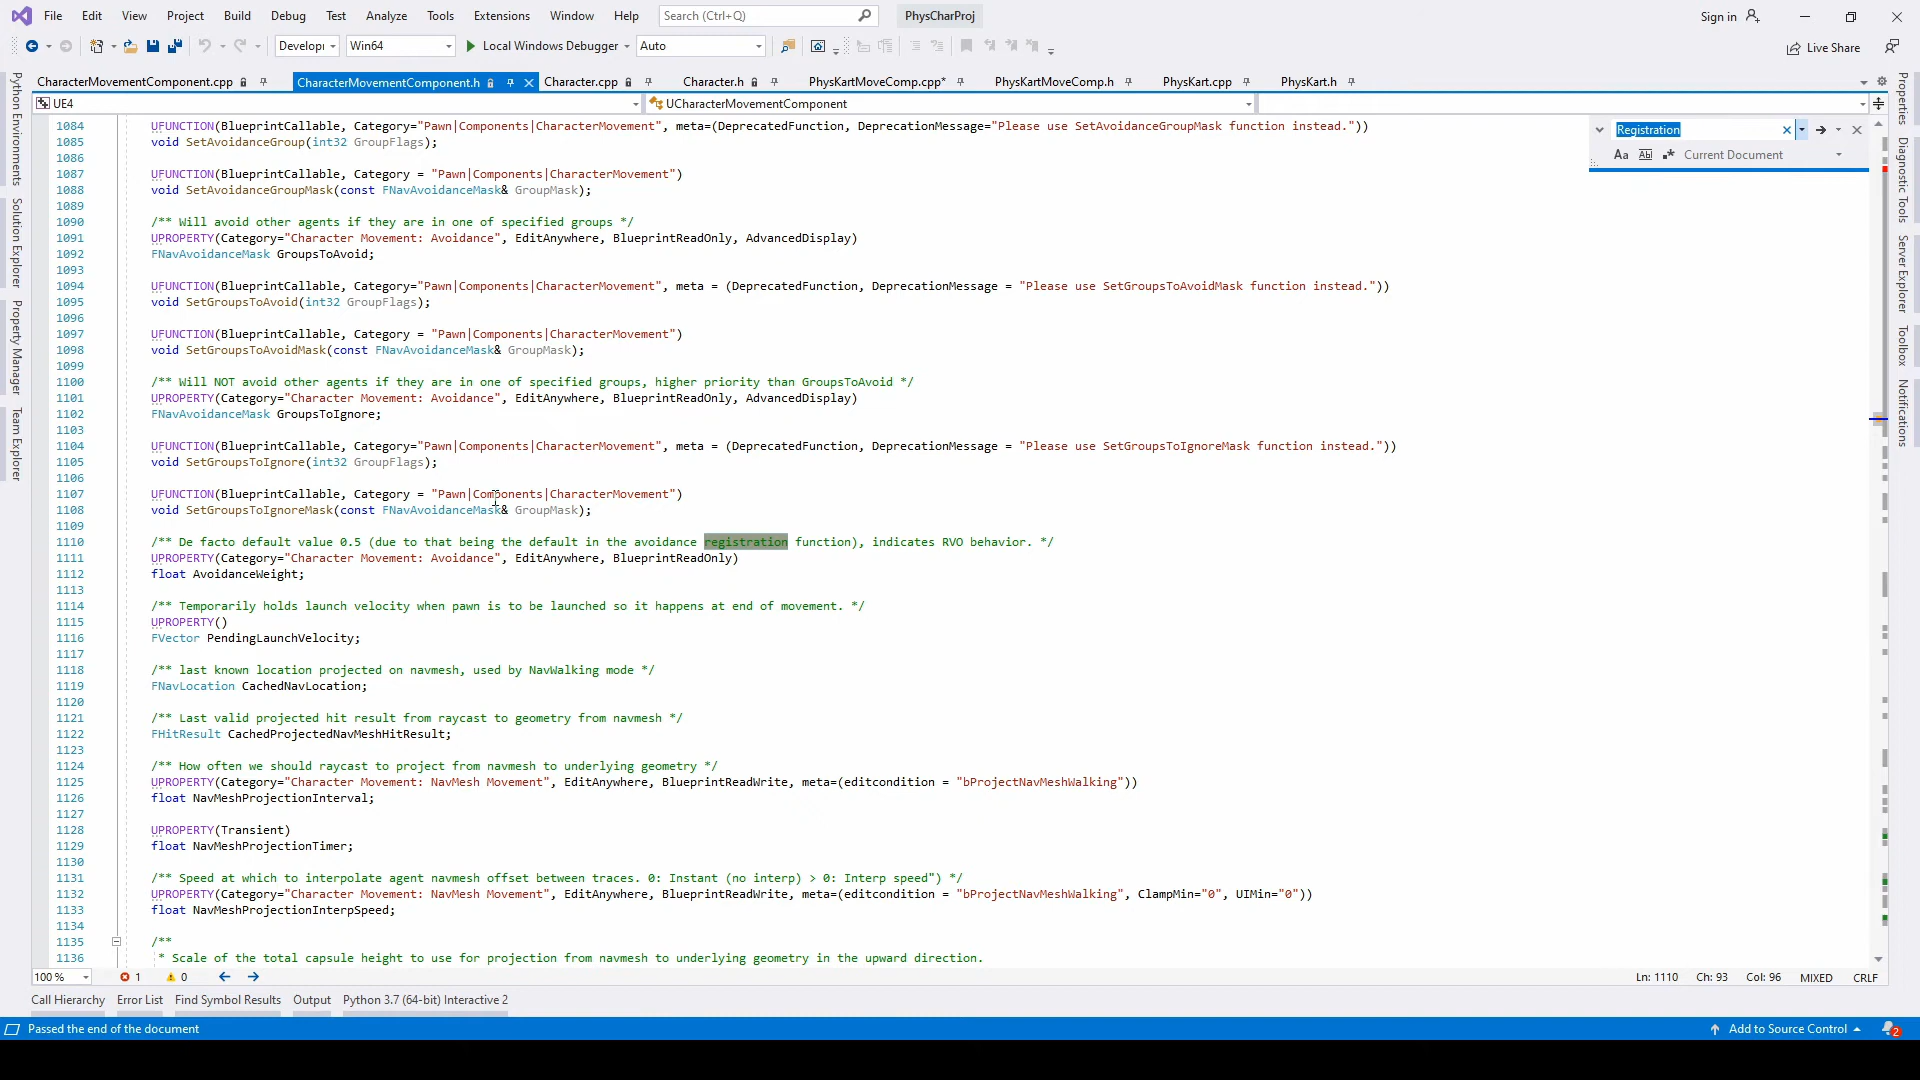 File Edit View Project Build Debug Test Analyze Tools Extensions Window Help Search (Ctrl+Q) PhysCharProj Sign in
Develop Win64 Local Windows Debugger Auto Live Share
CharacterMovementComponent.cpp CharacterMovementComponent.h Character.cpp Character.h PhysKartMoveComp.cpp* PhysKartMoveComp.h PhysKart.cpp PhysKart.h
UE4 UCharacterMovementComponent
Python Environments
Solution Explorer
Property Manager
Team Explorer
Registration
Aa Ab Current Document
1084 UFUNCTION(BlueprintCallable, Category="Pawn|Components|CharacterMovement", meta=(DeprecatedFunction, DeprecationMessage="Please use SetAvoidanceGroupMask function instead."))
1085 void SetAvoidanceGroup(int32 GroupFlags);
1086
1087 UFUNCTION(BlueprintCallable, Category = "Pawn|Components|CharacterMovement")
1088 void SetAvoidanceGroupMask(const FNavAvoidanceMask& GroupMask);
1089
1090 /** Will avoid other agents if they are in one of specified groups */
1091 UPROPERTY(Category="Character Movement: Avoidance", EditAnywhere, BlueprintReadOnly, AdvancedDisplay)
1092 FNavAvoidanceMask GroupsToAvoid;
1093
1094 UFUNCTION(BlueprintCallable, Category="Pawn|Components|CharacterMovement", meta = (DeprecatedFunction, DeprecationMessage = "Please use SetGroupsToAvoidMask function instead."))
1095 void SetGroupsToAvoid(int32 GroupFlags);
1096
1097 UFUNCTION(BlueprintCallable, Category = "Pawn|Components|CharacterMovement")
1098 void SetGroupsToAvoidMask(const FNavAvoidanceMask& GroupMask);
1099
1100 /** Will NOT avoid other agents if they are in one of specified groups, higher priority than GroupsToAvoid */
1101 UPROPERTY(Category="Character Movement: Avoidance", EditAnywhere, BlueprintReadOnly, AdvancedDisplay)
1102 FNavAvoidanceMask GroupsToIgnore;
1103
1104 UFUNCTION(BlueprintCallable, Category="Pawn|Components|CharacterMovement", meta = (DeprecatedFunction, DeprecationMessage = "Please use SetGroupsToIgnoreMask function instead."))
1105 void SetGroupsToIgnore(int32 GroupFlags);
1106
1107 UFUNCTION(BlueprintCallable, Category = "Pawn|Components|CharacterMovement")
1108 void SetGroupsToIgnoreMask(const FNavAvoidanceMask& GroupMask);
1109
1110 /** De facto default value 0.5 (due to that being the default in the avoidance registration function), indicates RVO behavior. */
1111 UPROPERTY(Category="Character Movement: Avoidance", EditAnywhere, BlueprintReadOnly)
1112 float AvoidanceWeight;
1113
1114 /** Temporarily holds launch velocity when pawn is to be launched so it happens at end of movement. */
1115 UPROPERTY()
1116 FVector PendingLaunchVelocity;
1117
1118 /** last known location projected on navmesh, used by NavWalking mode */
1119 FNavLocation CachedNavLocation;
1120
1121 /** Last valid projected hit result from raycast to geometry from navmesh */
1122 FHitResult CachedProjectedNavMeshHitResult;
1123
1124 /** How often we should raycast to project from navmesh to underlying geometry */
1125 UPROPERTY(Category="Character Movement: NavMesh Movement", EditAnywhere, BlueprintReadWrite, meta=(editcondition = "bProjectNavMeshWalking"))
1126 float NavMeshProjectionInterval;
1127
1128 UPROPERTY(Transient)
1129 float NavMeshProjectionTimer;
1130
1131 /** Speed at which to interpolate agent navmesh offset between traces. 0: Instant (no interp) > 0: Interp speed") */
1132 UPROPERTY(Category="Character Movement: NavMesh Movement", EditAnywhere, BlueprintReadWrite, meta=(editcondition = "bProjectNavMeshWalking", ClampMin="0", UIMin="0"))
1133 float NavMeshProjectionInterpSpeed;
1134
1135 /**
1136 * Scale of the total capsule height to use for projection from navmesh to underlying geometry in the upward direction.
Properties
Diagnostic Tools
Server Explorer
Toolbox
Notifications
100 % 1 0 Ln: 1110 Ch: 93 Col: 96 MIXED CRLF
Call Hierarchy Error List Find Symbol Results Output Python 3.7 (64-bit) Interactive 2
Passed the end of the document Add to Source Control 2